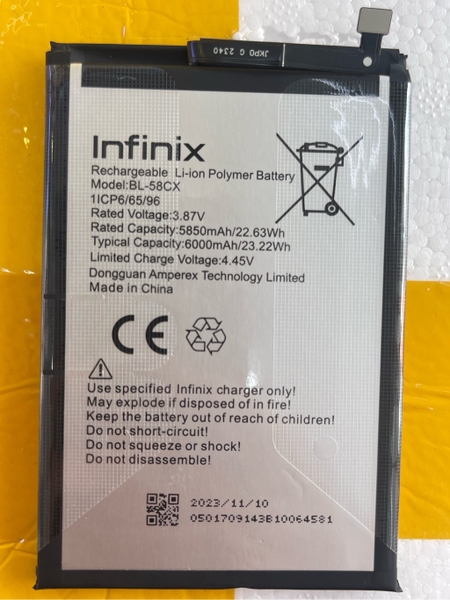 JKPO G 2340
Infinix
Rechargeable Li-ion Polymer Battery
Model:BL-58CX
1ICP6/65/96
Rated Voltage:3.87V
Rated Capacity:5850mAh/22.63Wh
Typical Capacity:6000mAh/23.22Wh
Limited Charge Voltage:4.45V
Dongguan Amperex Technology Limited
Made in China
CE
Use specified Infinix charger only!
May explode if disposed of in fire!
Keep the battery out of reach of children!
Do not short-circuit!
Do not squeeze or shock!
Do not disassemble!
2023/11/10
0501709143B10064581